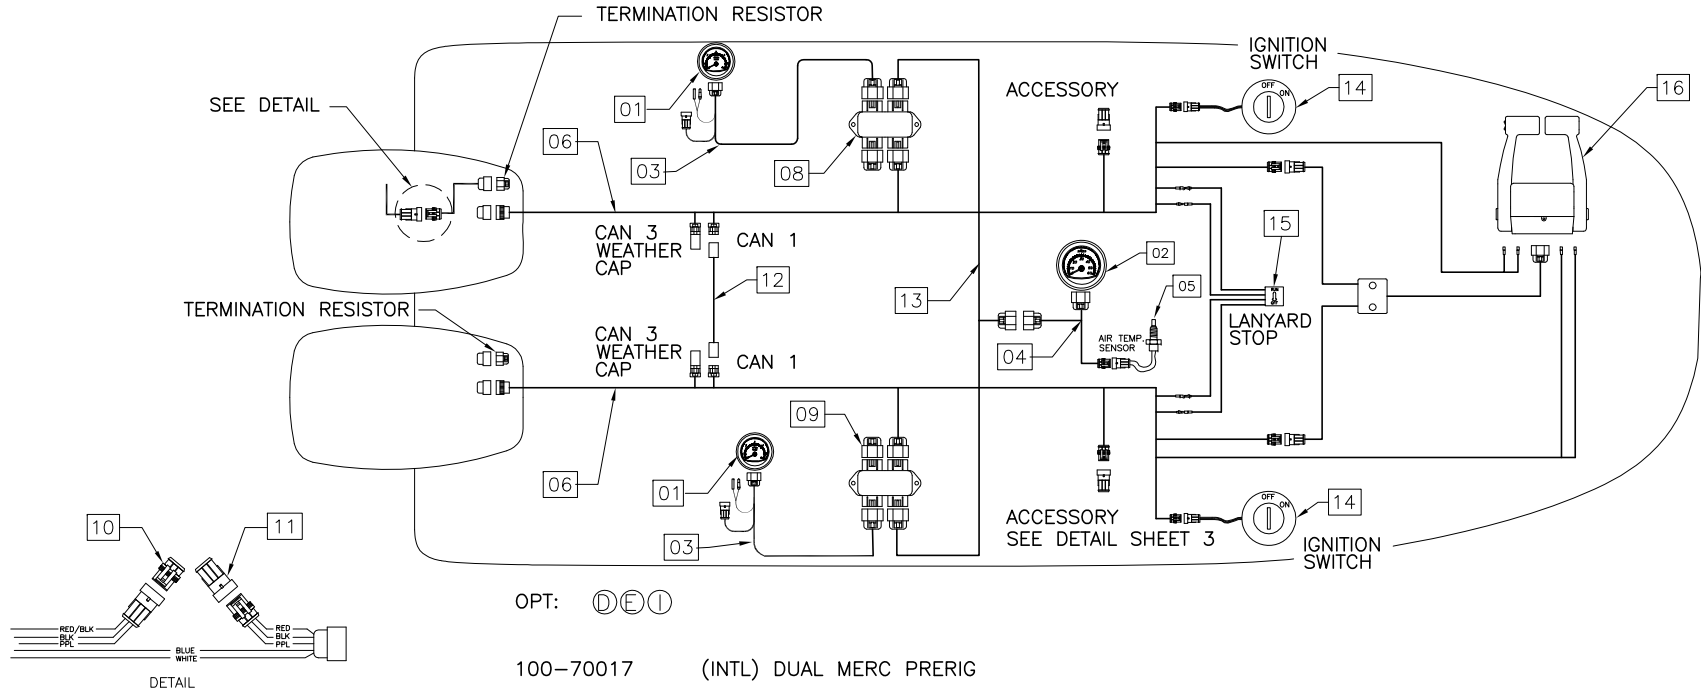 TERMINATION RESISTOR
IGNITION
SWITCH
OFF
ON
14
16
SEE DETAIL
01
ACCESSORY
06
03
08
CAN 3
WEATHER
CAP
CAN 1
15
02
12
05
13
TERMINATION RESISTOR
LANYARD
STOP
CAN 3
WEATHER
CAP
CAN 1
AIR TEMP.
SENSOR
04
09
06
01
OFF
ON
14
03
ACCESSORY
SEE DETAIL SHEET 3
IGNITION
SWITCH
10
11
RED/BLK
BLK
PPL
RED
BLK
PPL
BLUE
WHITE
DETAIL
OPT: D E I
100-70017 (INTL) DUAL MERC PRERIG